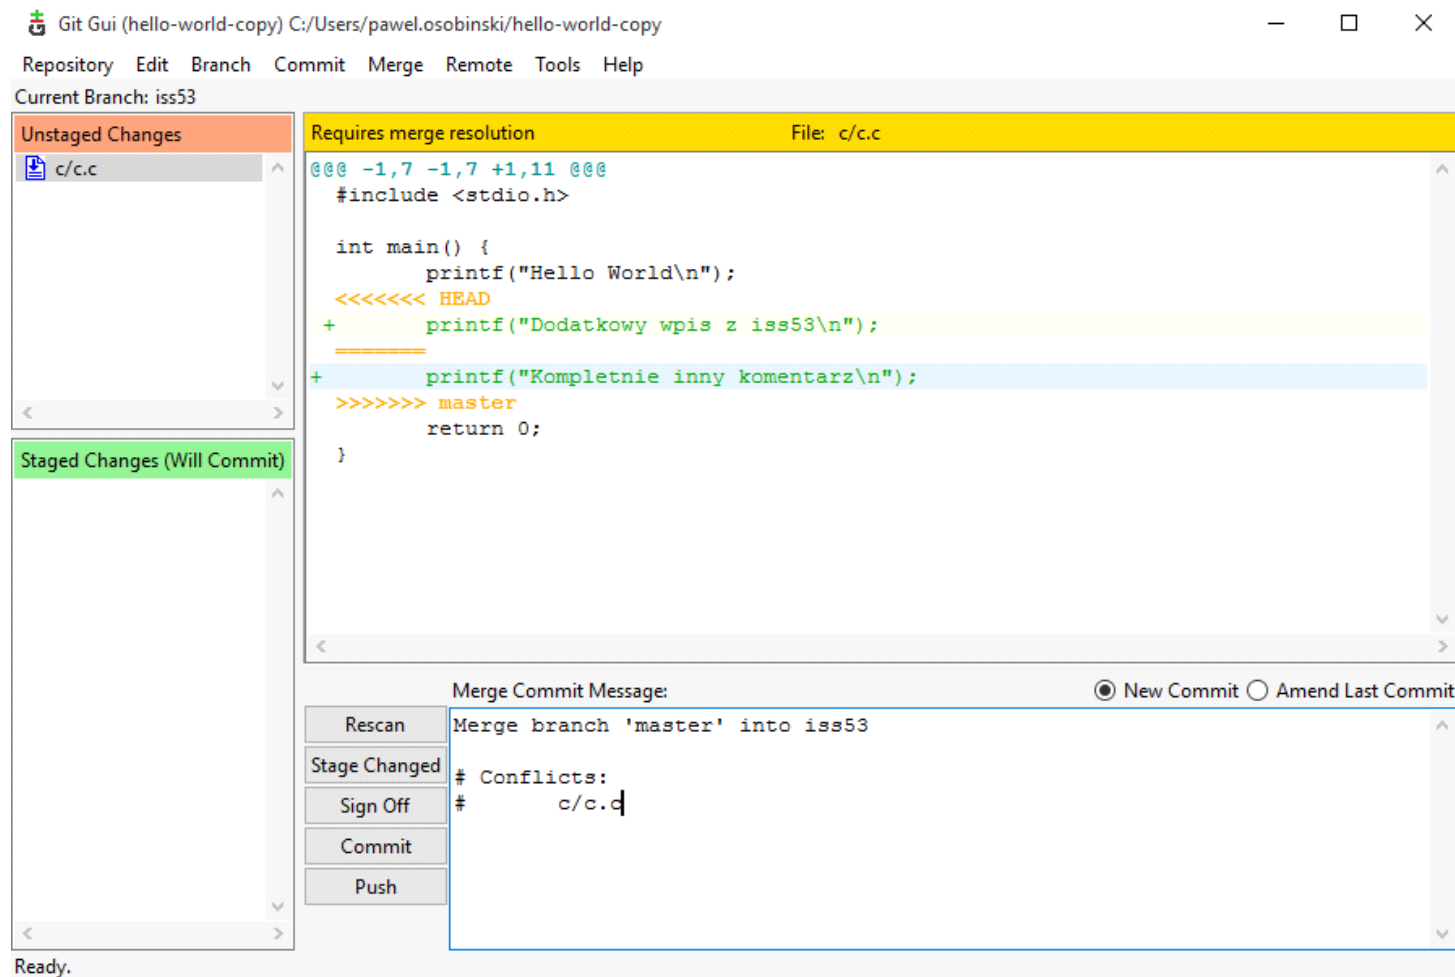 Git Gui (hello-world-copy) C:/Users/pawel.osobinski/hello-world-copy
Repository Edit Branch Commit Merge Remote Tools Help
Current Branch: iss53
Unstaged Changes
c/c.c
Staged Changes (Will Commit)
Requires merge resolution File: c/c.c
@@@ -1,7 -1,7 +1,11 @@@
#include <stdio.h>
int main() {
printf("Hello World\n");
<<<<<<< HEAD
+ printf("Dodatkowy wpis z iss53\n");
=======
+ printf("Kompletnie inny komentarz\n");
>>>>>>> master
return 0;
}
Merge Commit Message: New Commit Amend Last Commit
Rescan
Stage Changed
Sign Off
Commit
Push
Merge branch 'master' into iss53
# Conflicts:
# c/c.c
Ready.